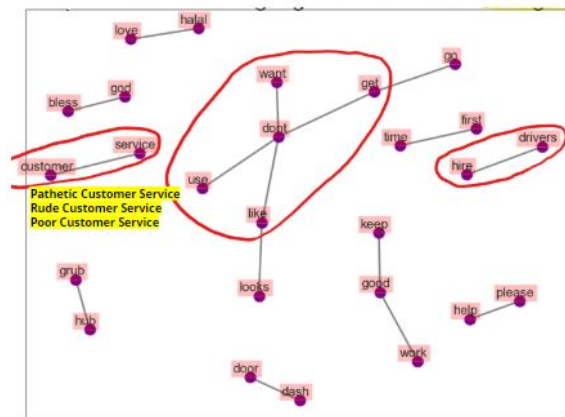 halal
love
go
want
get
god
bless
first
dont
time
drivers
service
customer
hire
use
Pathetic Customer Service
Rude Customer Service
Poor Customer Service
like
keep
grub
looks
good
please
help
hub
work
door
dash